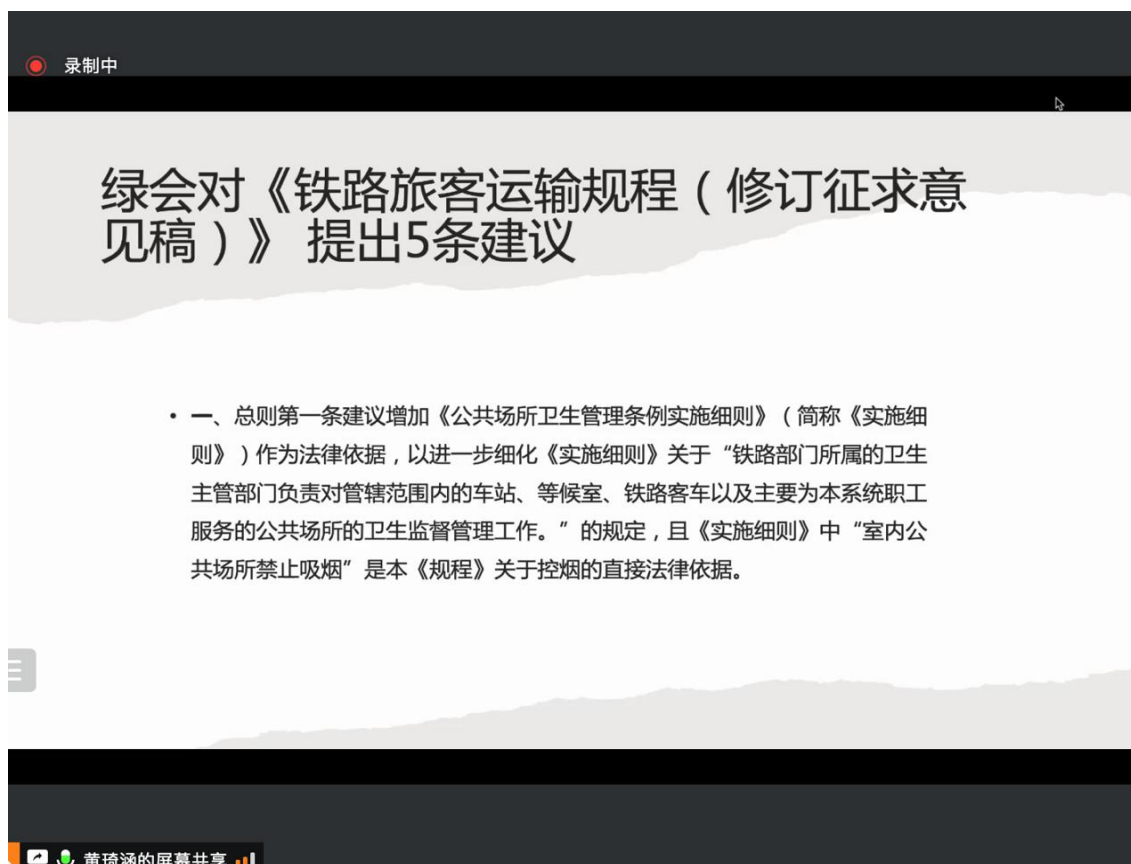 录制中
绿会对《铁路旅客运输规程（修订征求意
见稿）》 提出5条建议
• 一、总则第一条建议增加《公共场所卫生管理条例实施细则》（简称《实施细
则》）作为法律依据，以进一步细化《实施细则》关于“铁路部门所属的卫生
主管部门负责对管辖范围内的车站、等候室、铁路客车以及主要为本系统职工
服务的公共场所的卫生监督管理工作。”的规定，且《实施细则》中“室内公
共场所禁止吸烟”是本《规程》关于控烟的直接法律依据。
黄琦涵的屏幕共享